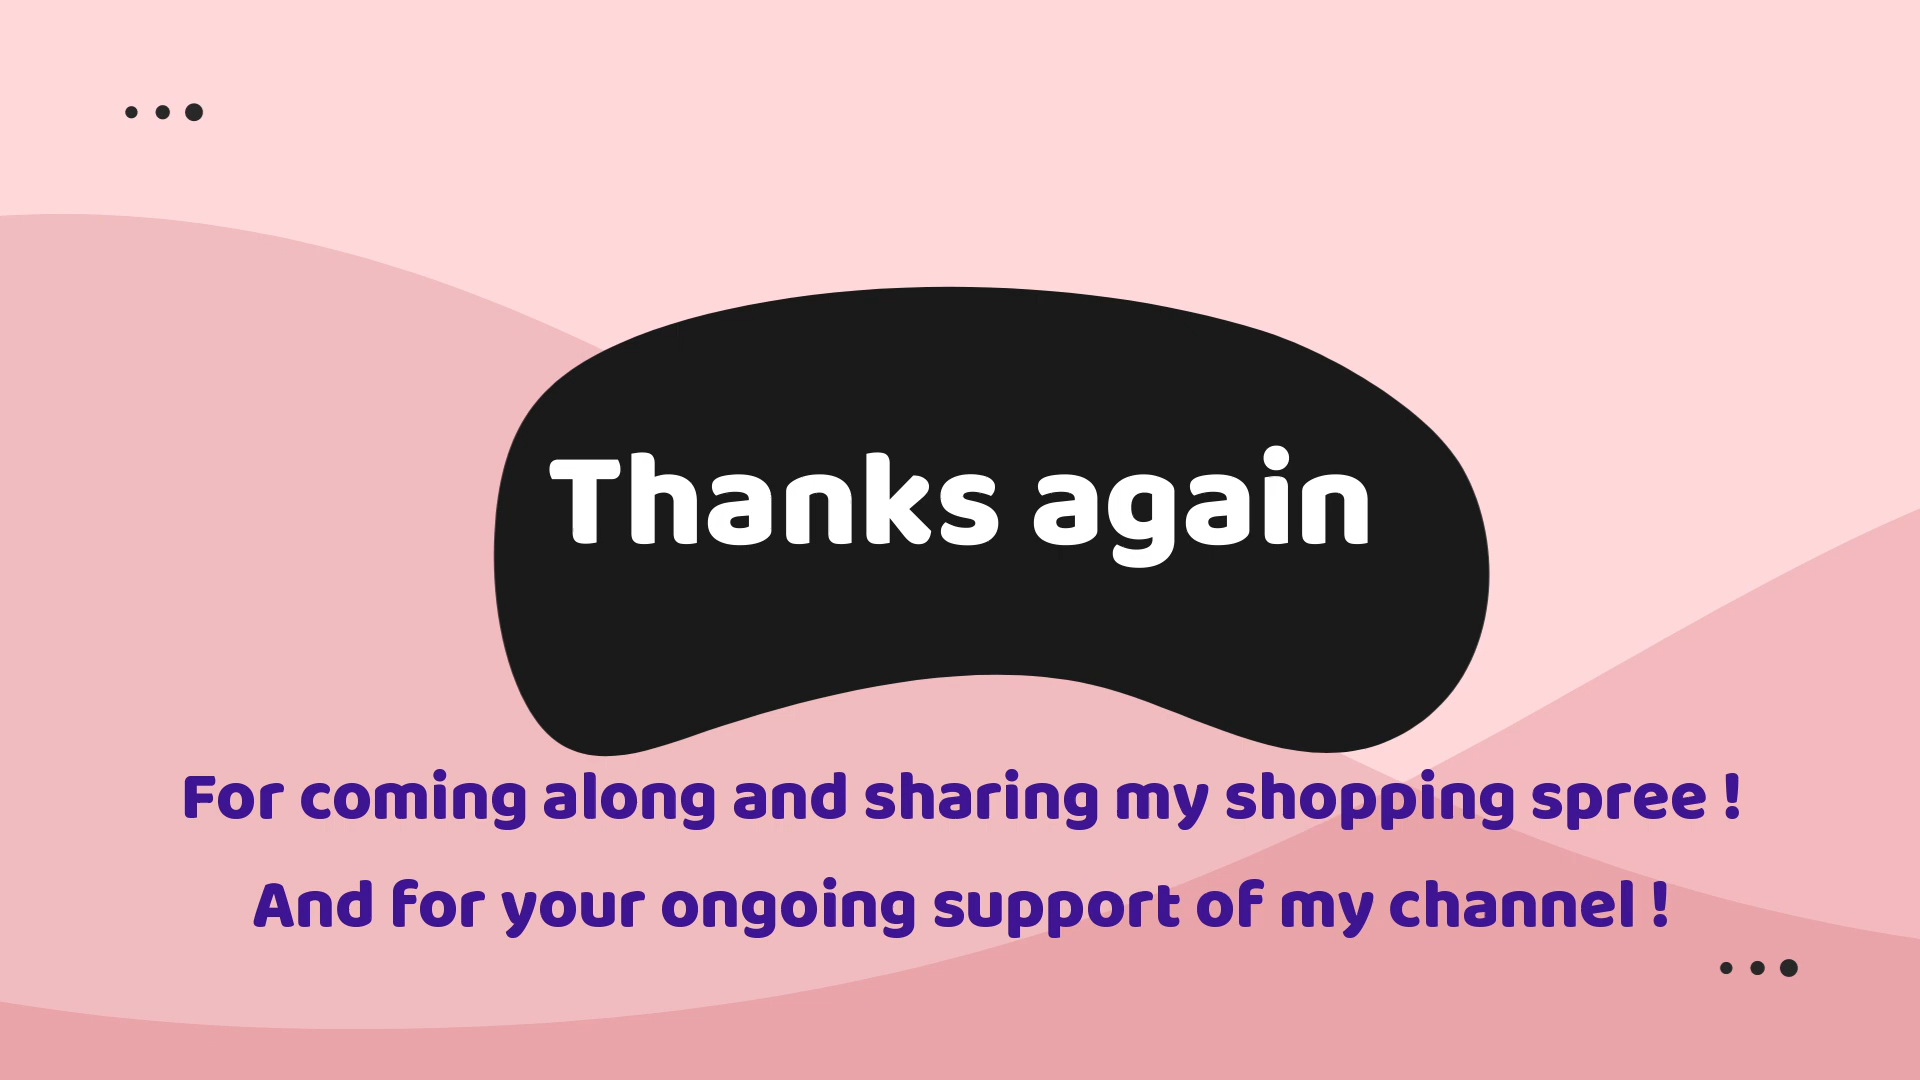 Thanks again
For coming along and sharing my shopping spree !
And for your ongoing support of my channel !